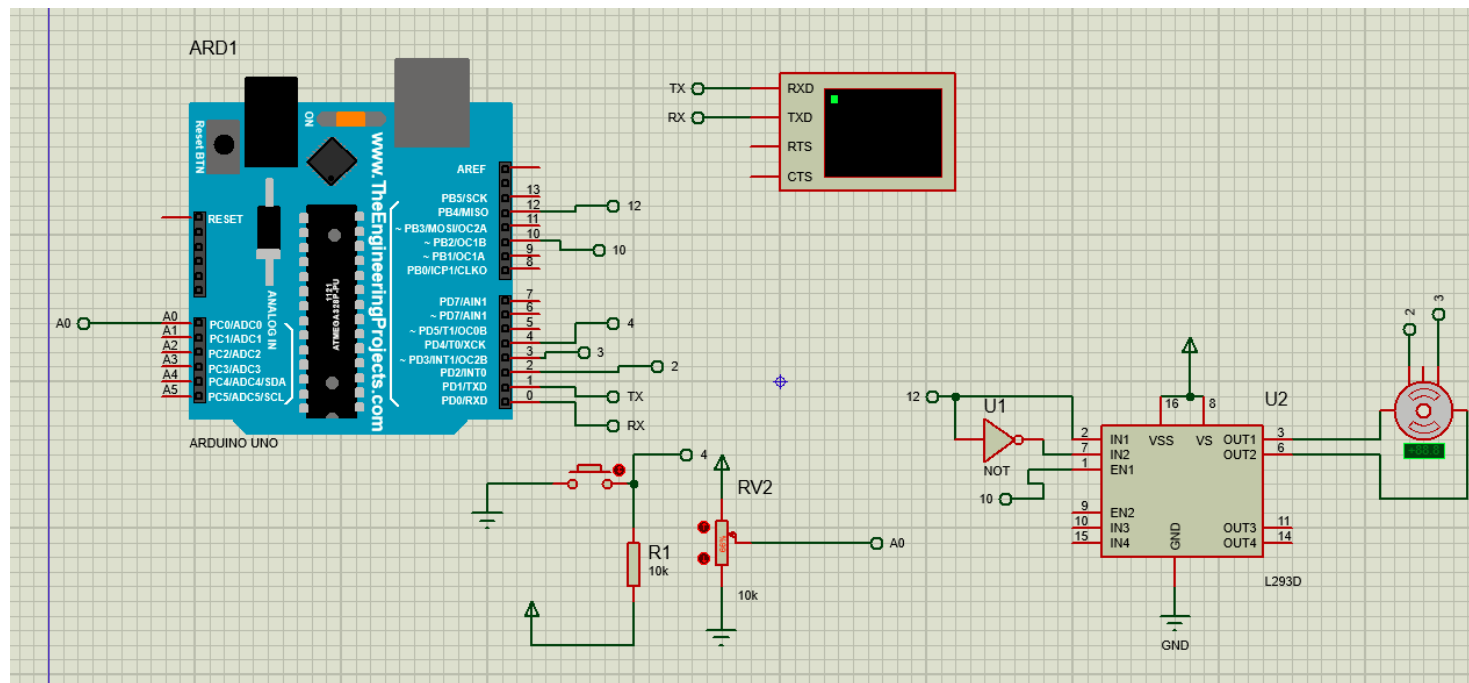 ARD1
Reset BTN
ON
www.TheEngineeringProjects.com
ANALOG IN
ATMEGA328P-PU
1121
RESET
AREF
13
PB5/SCK
12
PB4/MISO
11
~ PB3/MOSI/OC2A
10
~ PB2/OC1B
9
~ PB1/OC1A
8
PB0/ICP1/CLKO
7
PD7/AIN1
6
~ PD7/AIN1
5
~ PD5/T1/OC0B
4
PD4/T0/XCK
3
~ PD3/INT1/OC2B
2
PD2/INT0
1
PD1/TXD
0
PD0/RXD
A0
A0
PC0/ADC0
A1
PC1/ADC1
A2
PC2/ADC2
A3
PC3/ADC3
A4
PC4/ADC4/SDA
A5
PC5/ADC5/SCL
ARDUINO UNO
12
10
4
3
2
TX
RX
TX
RXD
RX
TXD
RTS
CTS
4
R1
10k
RV2
66%
A0
10k
12
U1
NOT
10
U2
16
8
2
IN1
VSS
VS
OUT1
3
7
IN2
OUT2
6
1
EN1
9
EN2
10
IN3
OUT3
11
15
IN4
GND
OUT4
14
L293D
GND
2
3
+88.8